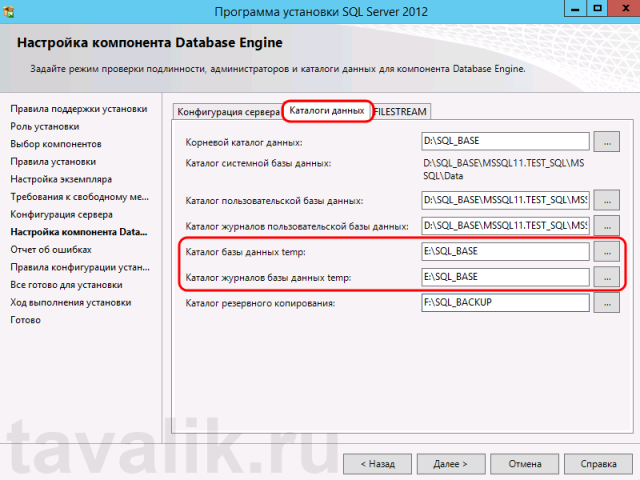 Программа установки SQL Server 2012
Настройка компонента Database Engine
Задайте режим проверки подлинности, администраторов и каталоги данных для компонента Database Engine.
Правила поддержки установки
Роль установки
Выбор компонентов
Правила установки
Настройка экземпляра
Требования к свободному ме...
Конфигурация сервера
Настройка компонента Data...
Отчет об ошибках
Правила конфигурации устан...
Все готово для установки
Ход выполнения установки
Готово
Конфигурация сервера Каталоги данных FILESTREAM
Корневой каталог данных: D:\SQL_BASE ...
Каталог системной базы данных: D:\SQL_BASE\MSSQL11.TEST_SQL\MS
SQL\Data
Каталог пользовательской базы данных: D:\SQL_BASE\MSSQL11.TEST_SQL\MSS ...
Каталог журналов пользовательской базы данных: D:\SQL_BASE\MSSQL11.TEST_SQL\MSS ...
Каталог базы данных temp: E:\SQL_BASE ...
Каталог журналов базы данных temp: E:\SQL_BASE ...
Каталог резервного копирования: F:\SQL_BACKUP ...
tavalik.ru
< Назад Далее > Отмена Справка